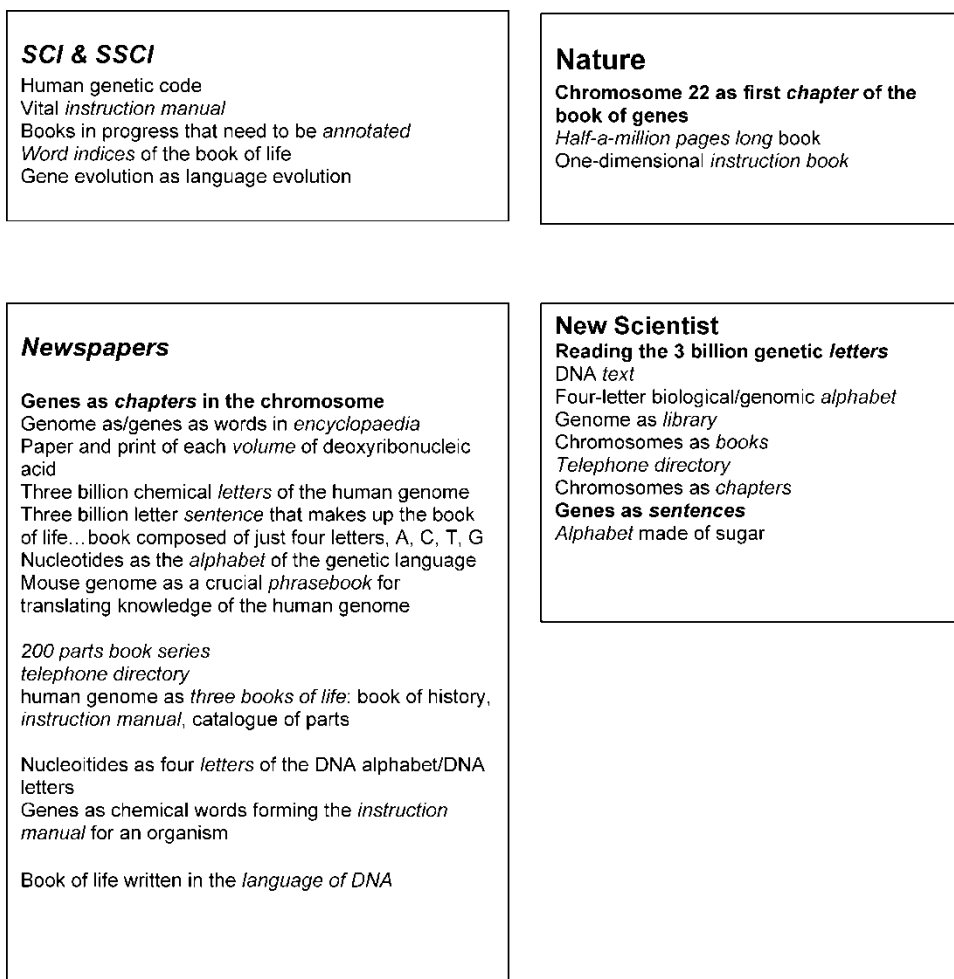 SCI & SSCI
Human genetic code
Vital instruction manual
Books in progress that need to be annotated
Word indices of the book of life
Gene evolution as language evolution
Nature
Chromosome 22 as first chapter of the
book of genes
Half-a-million pages long book
One-dimensional instruction book
Newspapers
Genes as chapters in the chromosome
Genome as/genes as words in encyclopaedia
Paper and print of each volume of deoxyribonucleic
acid
Three billion chemical letters of the human genome
Three billion letter sentence that makes up the book
of life…book composed of just four letters, A, C, T, G
Nucleotides as the alphabet of the genetic language
Mouse genome as a crucial phrasebook for
translating knowledge of the human genome
200 parts book series
telephone directory
human genome as three books of life: book of history,
instruction manual, catalogue of parts
Nucleoitides as four letters of the DNA alphabet/DNA
letters
Genes as chemical words forming the instruction
manual for an organism
Book of life written in the language of DNA
New Scientist
Reading the 3 billion genetic letters
DNA text
Four-letter biological/genomic alphabet
Genome as library
Chromosomes as books
Telephone directory
Chromosomes as chapters
Genes as sentences
Alphabet made of sugar